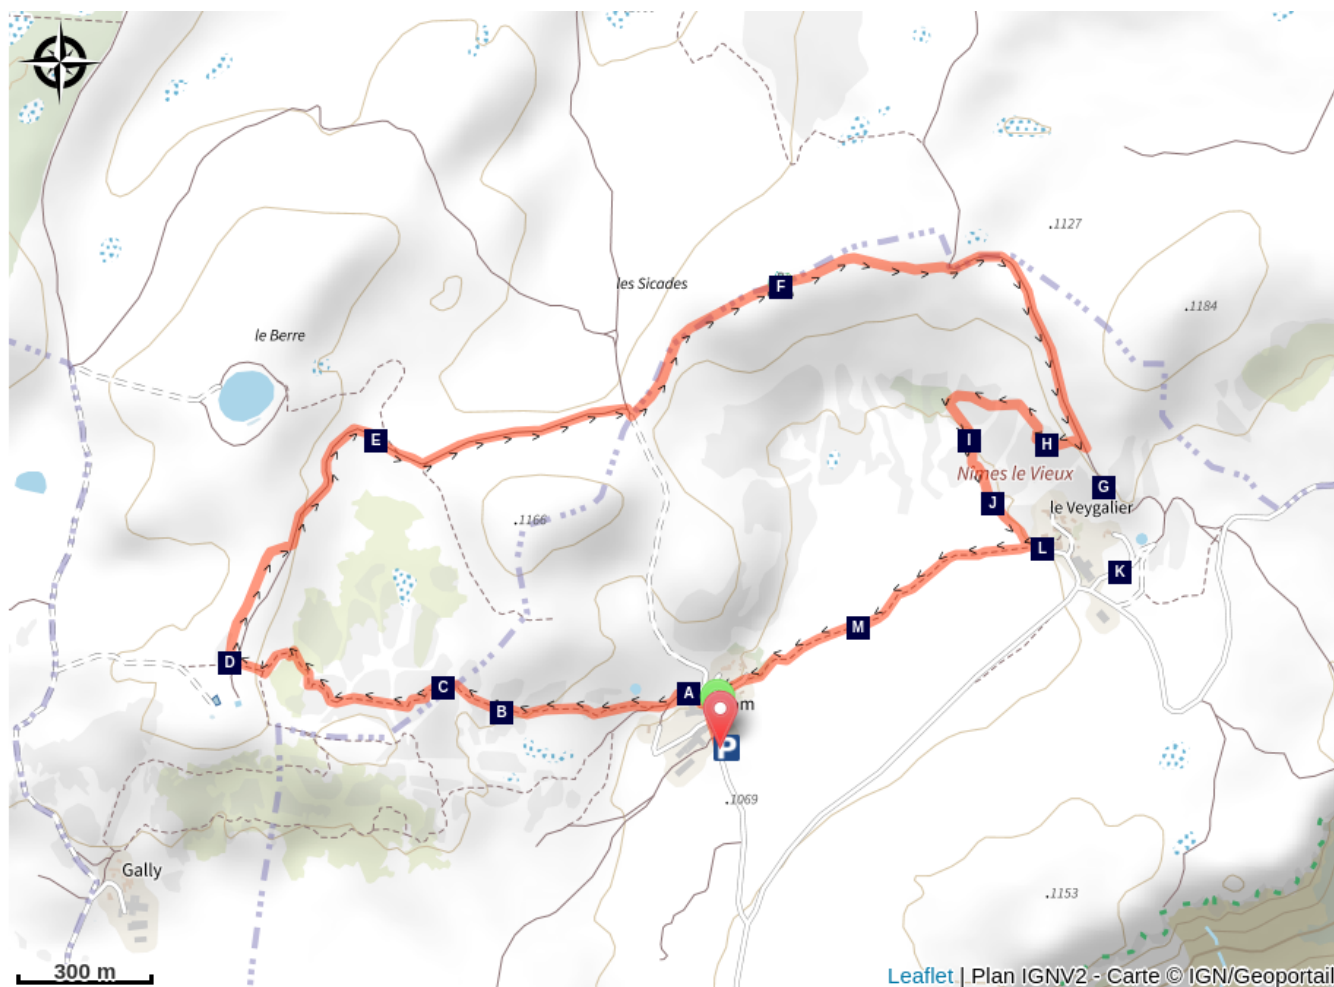 .1127
les Sicades
F
.1184
le Berre
E
I
H
Nîmes le Vieux
G
J
le Veygalier
.1166
L
K
M
D
C
A
B
P
.1069
Gally
.1153
300 m
Leaflet | Plan IGNV2 - Carte © IGN/Geoportail